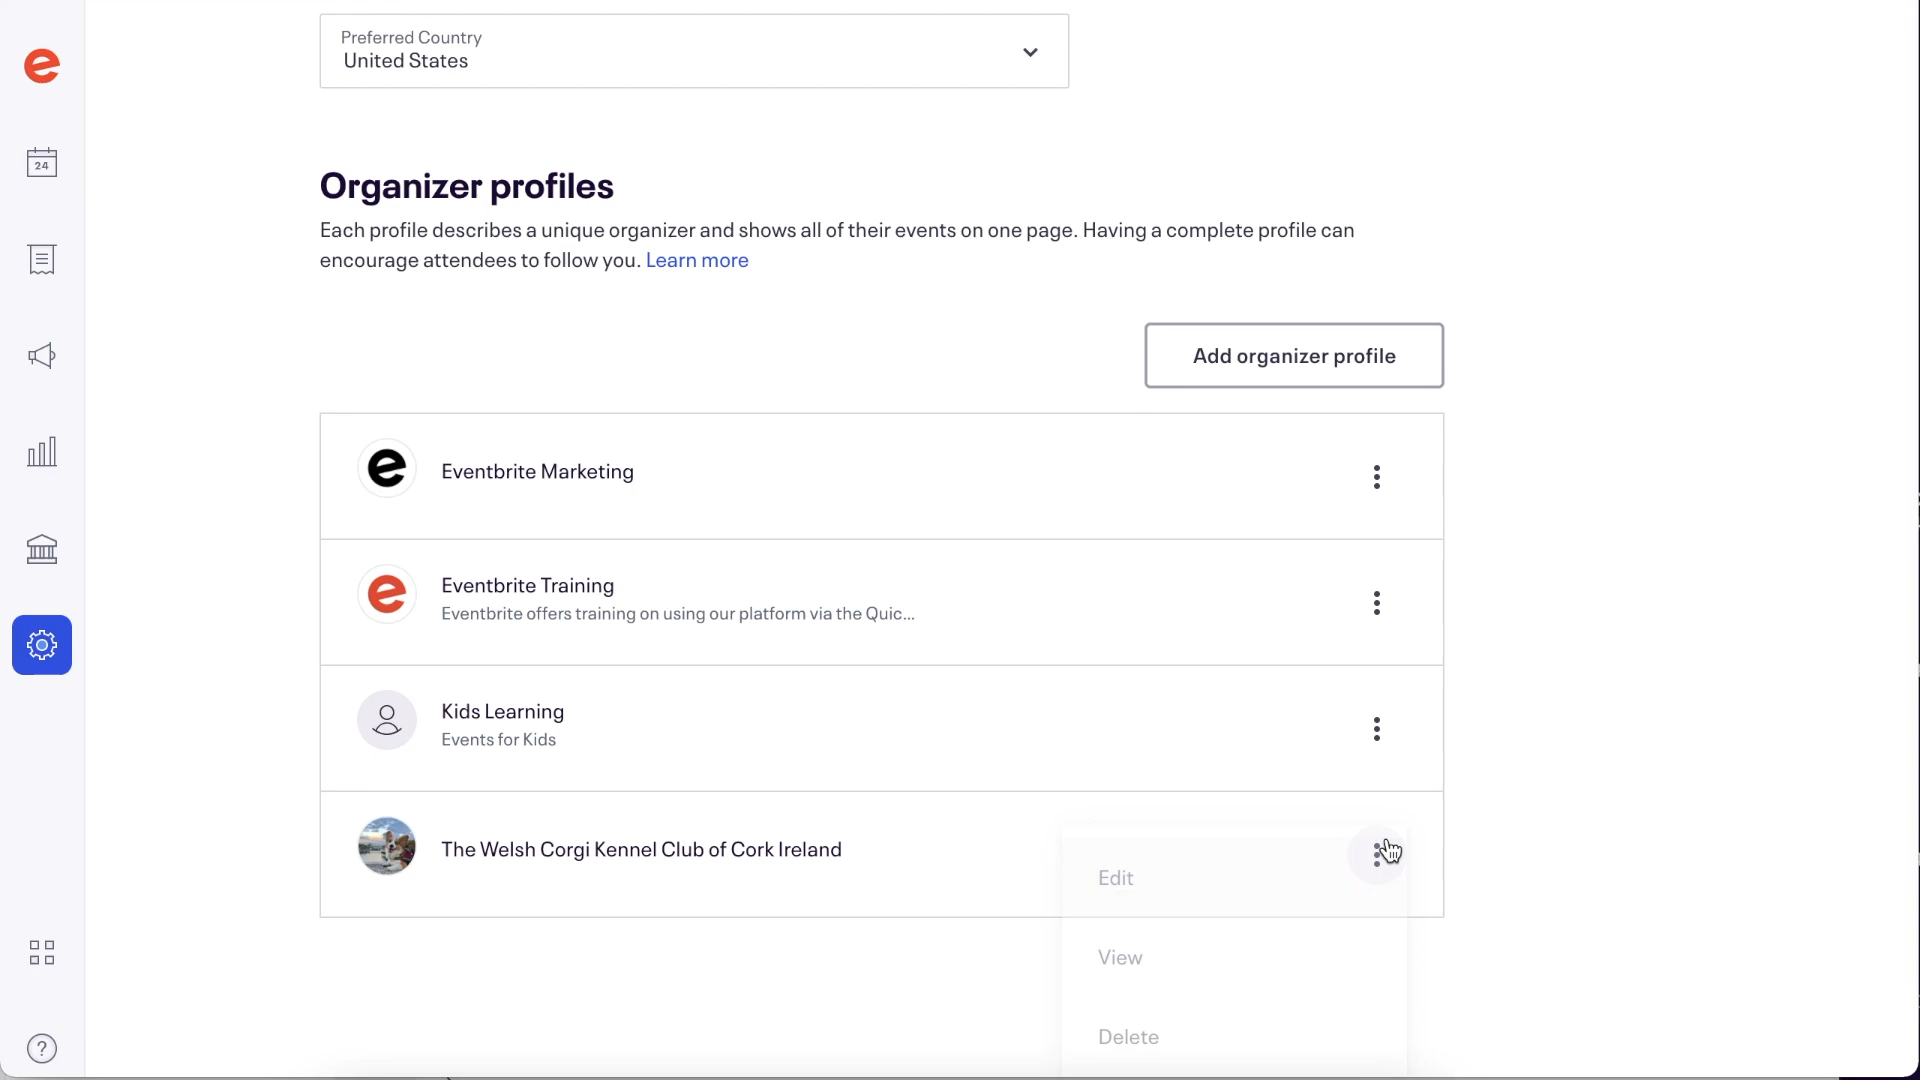 Preferred Country
United States
24
Organizer profiles
Each profile describes a unique organizer and shows all of their events on one page. Having a complete profile can
encourage attendees to follow you. Learn more
Add organizer profile
Eventbrite Marketing
Eventbrite Training
Eventbrite offers training on using our platform via the Quic...
Kids Learning
Events for Kids
The Welsh Corgi Kennel Club of Cork Ireland
Edit
View
Delete
?